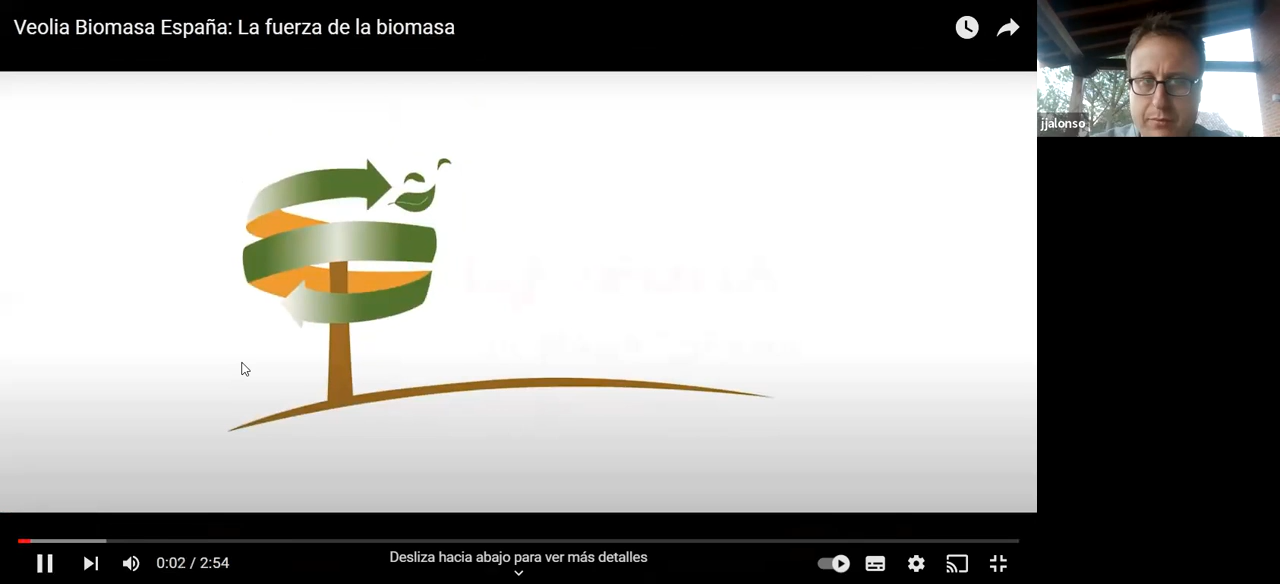 Veolia Biomasa España: La fuerza de la biomasa
jjalonso
0:02 / 2:54
Desliza hacia abajo para ver más detalles